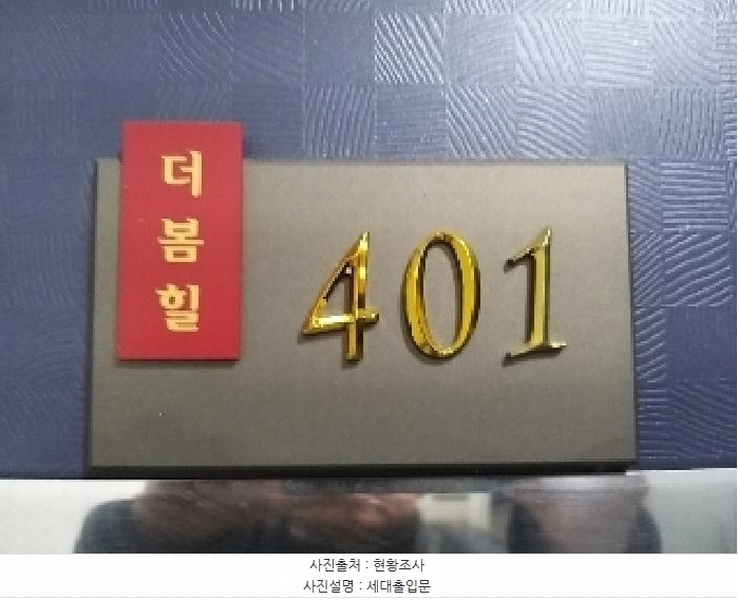 더봄힐
401
사진출처 : 현황조사
사진설명 : 세대출입문